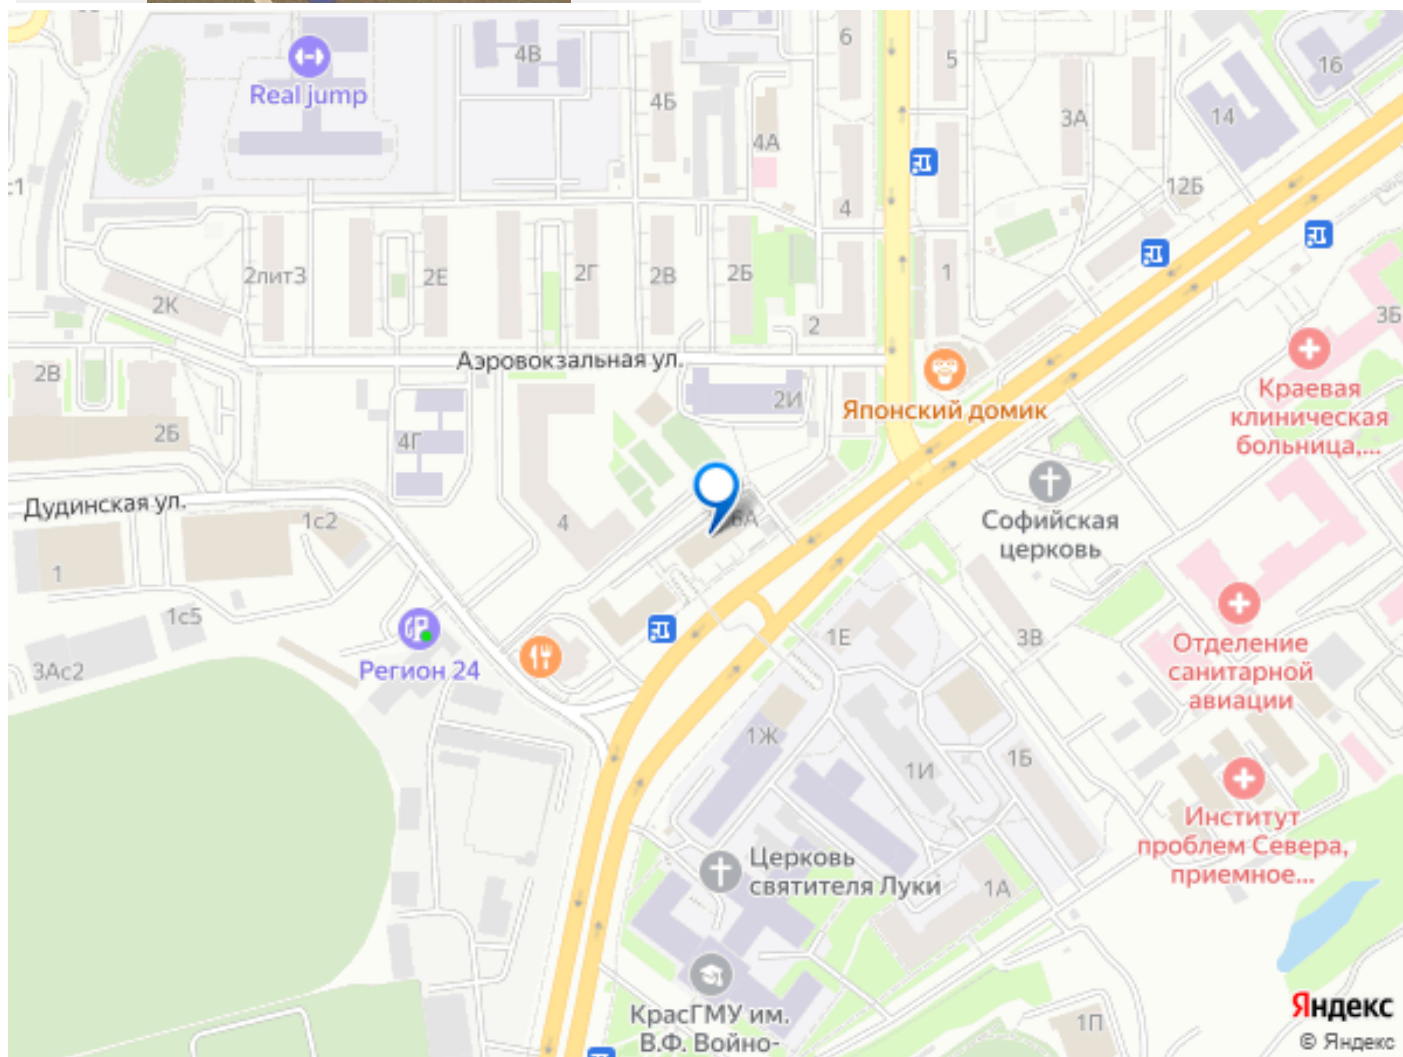 4В
6
5
16
Real jump
4Б
3А
14
4А
с1
12Б
4
2лит3
2Е
2Г
2В
2Б
1
2К
2
3Б
Аэровокзальная ул.
2В
2И
Японский домик
Краевая
клиническая
больница,...
2Б
4Г
Дудинская ул.
1с2
4
6А
Софийская
церковь
1
1с5
1Е
3В
Отделение
санитарной
авиации
3Ас2
Регион 24
1Ж
1И
1Б
Институт
проблем Севера,
приемное...
Церковь
святителя Луки
1А
КрасГМУ им.
В.Ф. Войно-
1П
Яндекс
© Яндекс